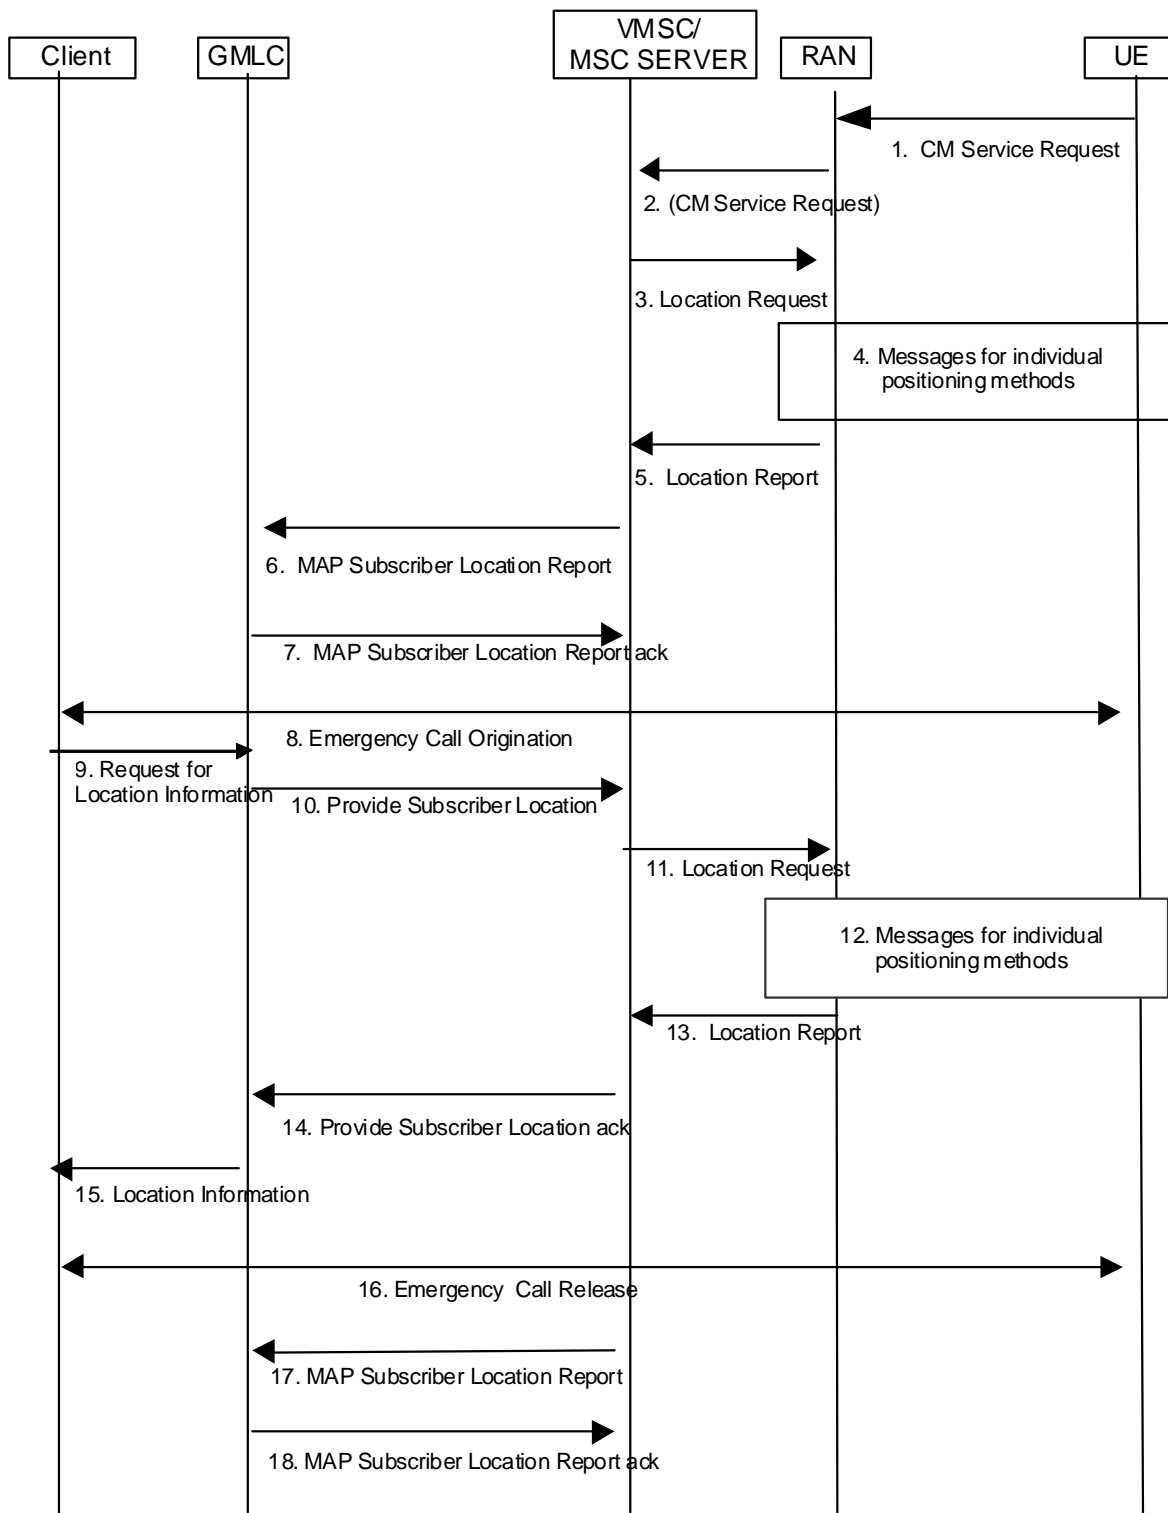 Client
GMLC
VMSC/
MSC SERVER
RAN
UE
1. CM Service Request
2. (CM Service Request)
3. Location Request
4. Messages for individual
positioning methods
5. Location Report
6. MAP Subscriber Location Report
7. MAP Subscriber Location Report ack
8. Emergency Call Origination
9. Request for
Location Information
10. Provide Subscriber Location
11. Location Request
12. Messages for individual
positioning methods
13. Location Report
14. Provide Subscriber Location ack
15. Location Information
16. Emergency Call Release
17. MAP Subscriber Location Report
18. MAP Subscriber Location Report ack